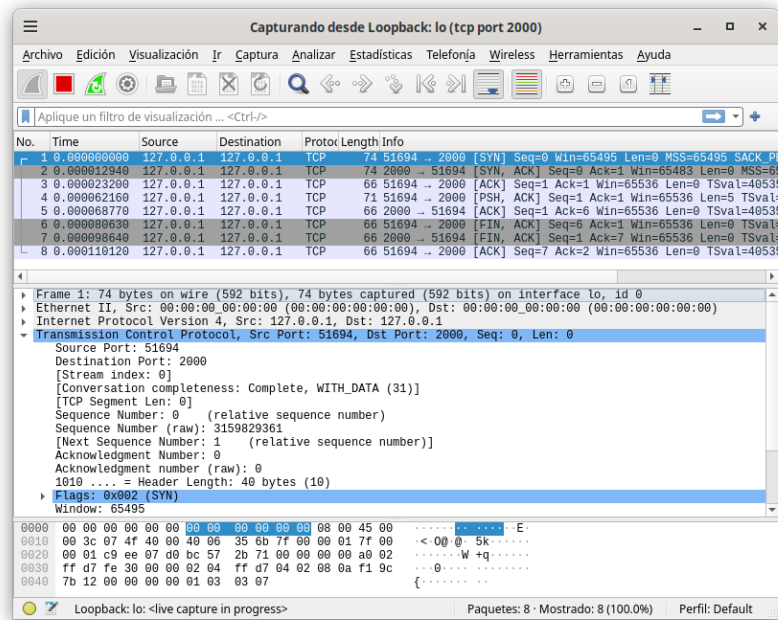 Capturando desde Loopback: lo (tcp port 2000)
Archivo Edición Visualización Ir Captura Analizar Estadísticas Telefonía Wireless Herramientas Ayuda
Aplique un filtro de visualización ... <Ctrl-/>
No. Time Source Destination Protoc Length Info
1 0.000000000 127.0.0.1 127.0.0.1 TCP 74 51694 → 2000 [SYN] Seq=0 Win=65495 Len=0 MSS=65495 SACK_PE
2 0.000012940 127.0.0.1 127.0.0.1 TCP 74 2000 → 51694 [SYN, ACK] Seq=0 Ack=1 Win=65483 Len=0 MSS=65
3 0.000023200 127.0.0.1 127.0.0.1 TCP 66 51694 → 2000 [ACK] Seq=1 Ack=1 Win=65536 Len=0 TSval=40535
4 0.000062160 127.0.0.1 127.0.0.1 TCP 71 51694 → 2000 [PSH, ACK] Seq=1 Ack=1 Win=65536 Len=5 TSval=
5 0.000068770 127.0.0.1 127.0.0.1 TCP 66 2000 → 51694 [ACK] Seq=1 Ack=6 Win=65536 Len=0 TSval=40535
6 0.000080630 127.0.0.1 127.0.0.1 TCP 66 51694 → 2000 [FIN, ACK] Seq=6 Ack=1 Win=65536 Len=0 TSval=
7 0.000098640 127.0.0.1 127.0.0.1 TCP 66 2000 → 51694 [FIN, ACK] Seq=1 Ack=7 Win=65536 Len=0 TSval=
8 0.000110120 127.0.0.1 127.0.0.1 TCP 66 51694 → 2000 [ACK] Seq=7 Ack=2 Win=65536 Len=0 TSval=40535
Frame 1: 74 bytes on wire (592 bits), 74 bytes captured (592 bits) on interface lo, id 0
Ethernet II, Src: 00:00:00_00:00:00 (00:00:00:00:00:00), Dst: 00:00:00_00:00:00 (00:00:00:00:00:00)
Internet Protocol Version 4, Src: 127.0.0.1, Dst: 127.0.0.1
Transmission Control Protocol, Src Port: 51694, Dst Port: 2000, Seq: 0, Len: 0
Source Port: 51694
Destination Port: 2000
[Stream index: 0]
[Conversation completeness: Complete, WITH_DATA (31)]
[TCP Segment Len: 0]
Sequence Number: 0 (relative sequence number)
Sequence Number (raw): 3159829361
[Next Sequence Number: 1 (relative sequence number)]
Acknowledgment Number: 0
Acknowledgment number (raw): 0
1010 .... = Header Length: 40 bytes (10)
Flags: 0x002 (SYN)
Window: 65495
0000 00 00 00 00 00 00 00 00 00 00 00 00 08 00 45 00 ·············· E·
0010 00 3c 07 4f 40 00 40 06 35 6b 7f 00 00 01 7f 00 ·<·O@·@· 5k······
0020 00 01 c9 ee 07 d0 bc 57 2b 71 00 00 00 00 a0 02 ·······W +q······
0030 ff d7 fe 30 00 00 02 04 ff d7 04 02 08 0a f1 9c ···0···· ········
0040 7b 12 00 00 00 00 01 03 03 07 {······· ··
Loopback: lo: <live capture in progress> Paquetes: 8 · Mostrado: 8 (100.0%) Perfil: Default